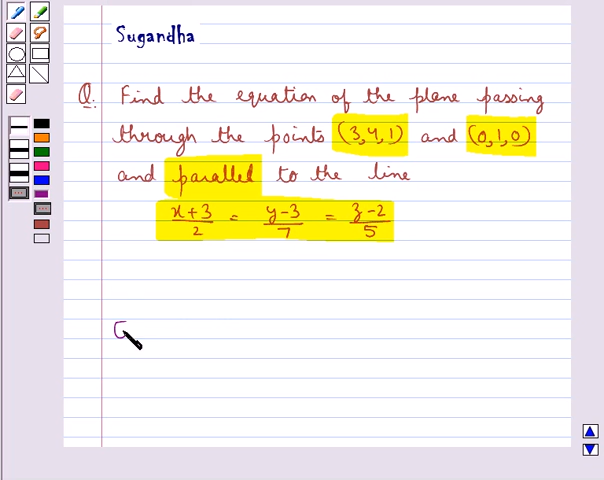 Sugandha
Q. Find the equation of the plane passing
through the points (3,4,1) and (0,1,0)
and parallel to the line
x+3/2 = y-3/7 = z-2/5